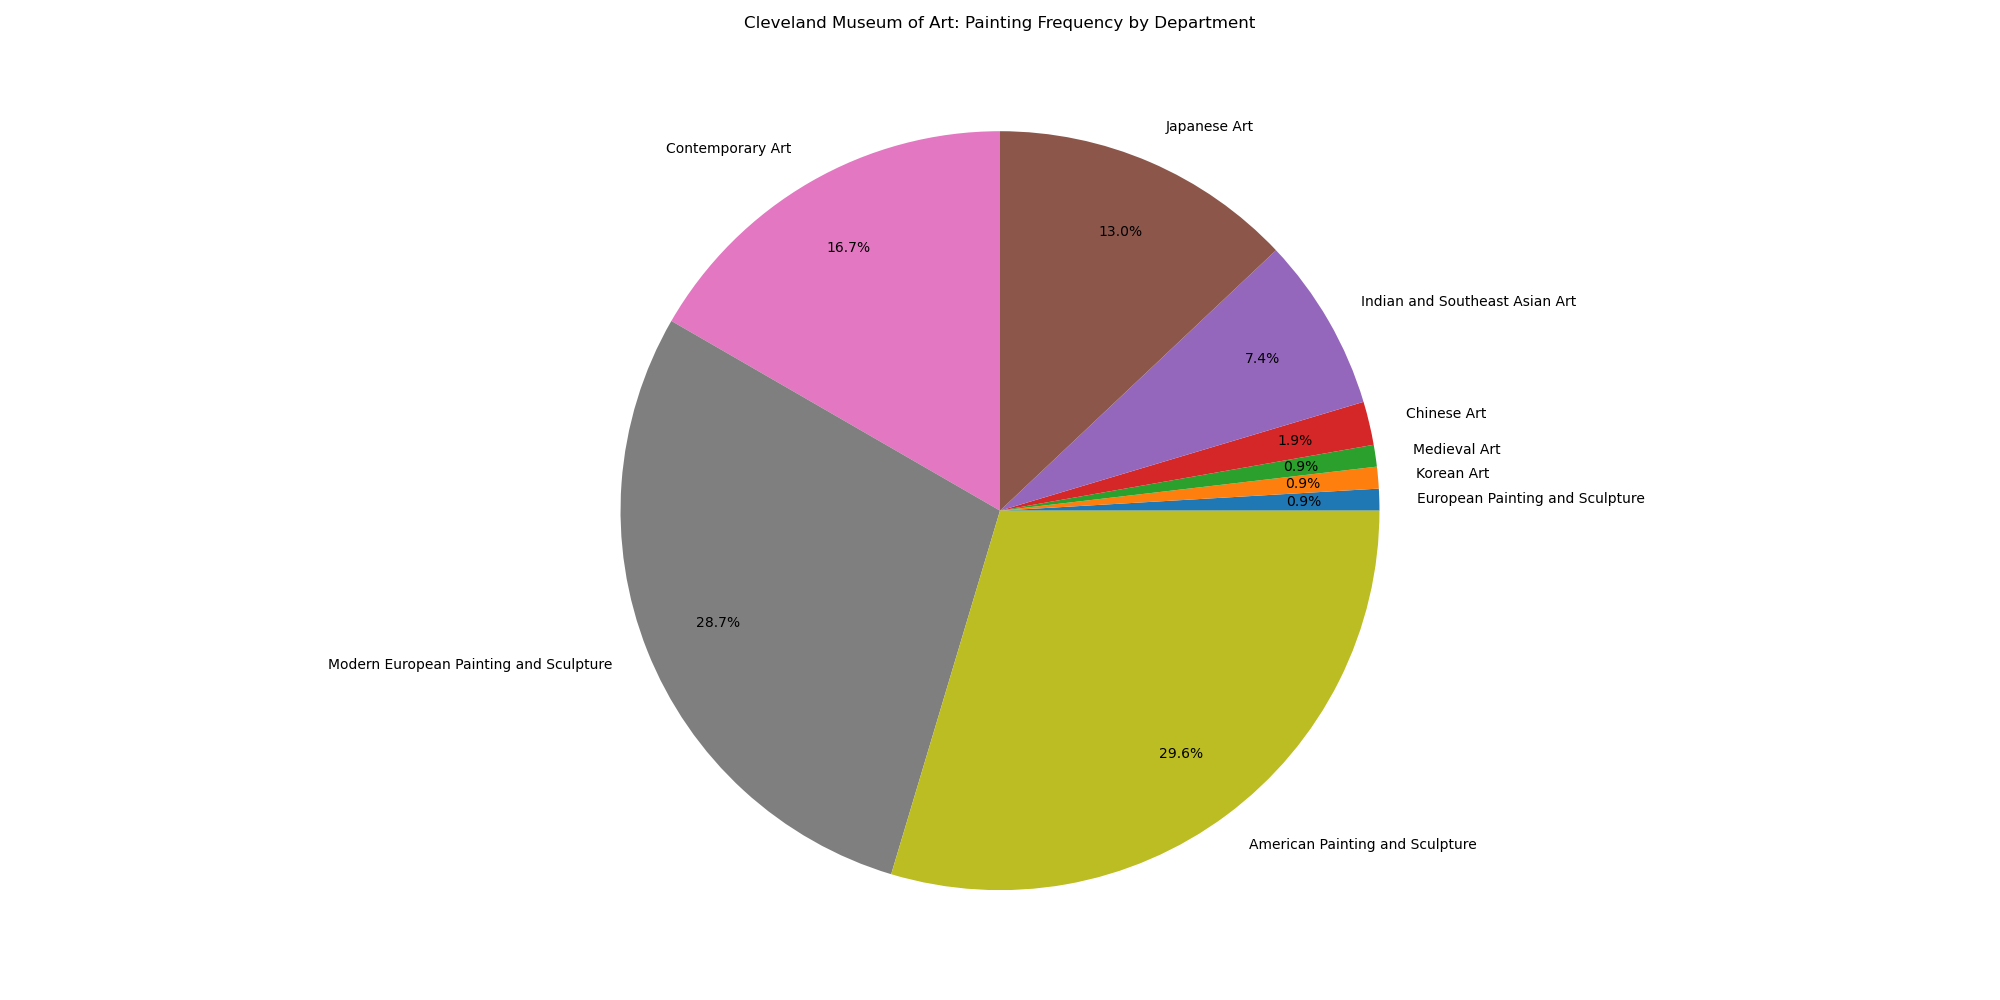 Cleveland Museum of Art: Painting Frequency by Department
Japanese Art
Contemporary Art
13.0%
16.7%
Indian and Southeast Asian Art
7.4%
Chinese Art
1.9%
Medieval Art
0.9%
Korean Art
0.9%
European Painting and Sculpture
0.9%
28.7%
Modern European Painting and Sculpture
29.6%
American Painting and Sculpture